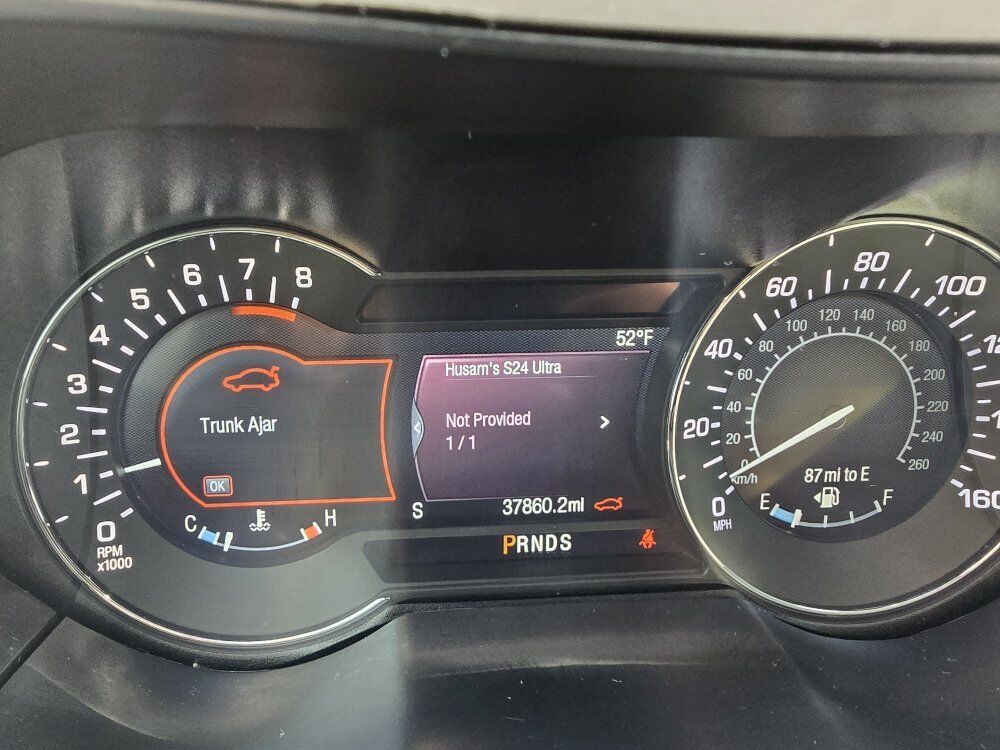 0
1
2
3
4
5
6
7
8
RPM
x1000
Trunk Ajar
OK
C
H
52°F
Husam's S24 Ultra
Not Provided
1 / 1
S
37860.2mi
PRNDS
0
20
40
60
80
100
160
MPH
km/h
20
40
60
80
100
120
140
160
180
200
220
240
260
87mi to E
E
F